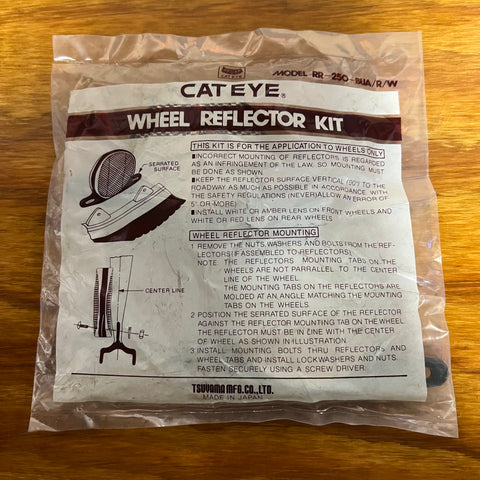 CAT EYE
MODEL RR-250-BUA/R/W
CAT EYE®
WHEEL REFLECTOR KIT
THIS KIT IS FOR THE APPLICATION TO WHEELS ONLY
■INCORRECT MOUNTING OF REFLECTORS IS REGARDED
AS AN INFRINGEMENT OF THE LAW. SO MOUNTING MUST
BE DONE AS SHOWN
■KEEP THE REFLECTOR SURFACE VERTICAL (90°) TO THE
ROADWAY AS MUCH AS POSSIBLE IN ACCORDANCE WITH
THE SAFETY REGULATIONS (NEVER ALLOW AN ERROR OF
5° OR MORE)
■INSTALL WHITE OR AMBER LENS ON FRONT WHEELS AND
WHITE OR RED LENS ON REAR WHEELS
SERRATED
SURFACE
WHEEL REFLECTOR MOUNTING
1 REMOVE THE NUTS, WASHERS AND BOLTS FROM THE REF-
LECTORS (IF ASSEMBLED TO REFLECTORS)
NOTE THE REFLECTORS MOUNTING TABS ON THE
WHEELS ARE NOT PARRALLEL TO THE CENTER
LINE OF THE WHEEL.
THE MOUNTING TABS ON THE REFLECTORS ARE
MOLDED AT AN ANGLE MATCHING THE MOUNTING
TABS ON THE WHEELS.
2 POSITION THE SERRATED SURFACE OF THE REFLECTOR
AGAINST THE REFLECTOR MOUNTING TAB ON THE WHEEL
THE REFLECTOR MUST BE IN LINE WITH THE CENTER
OF WHEEL AS SHOWN IN ILLUSTRATION
3 INSTALL MOUNTING BOLTS THRU REFLECTORS AND
WHEEL TABS AND INSTALL LOCKWASHERS AND NUTS.
FASTEN SECURELY USING A SCREW DRIVER.
CENTER LINE
TSUYAMA MFG. CO., LTD.
MADE IN JAPAN